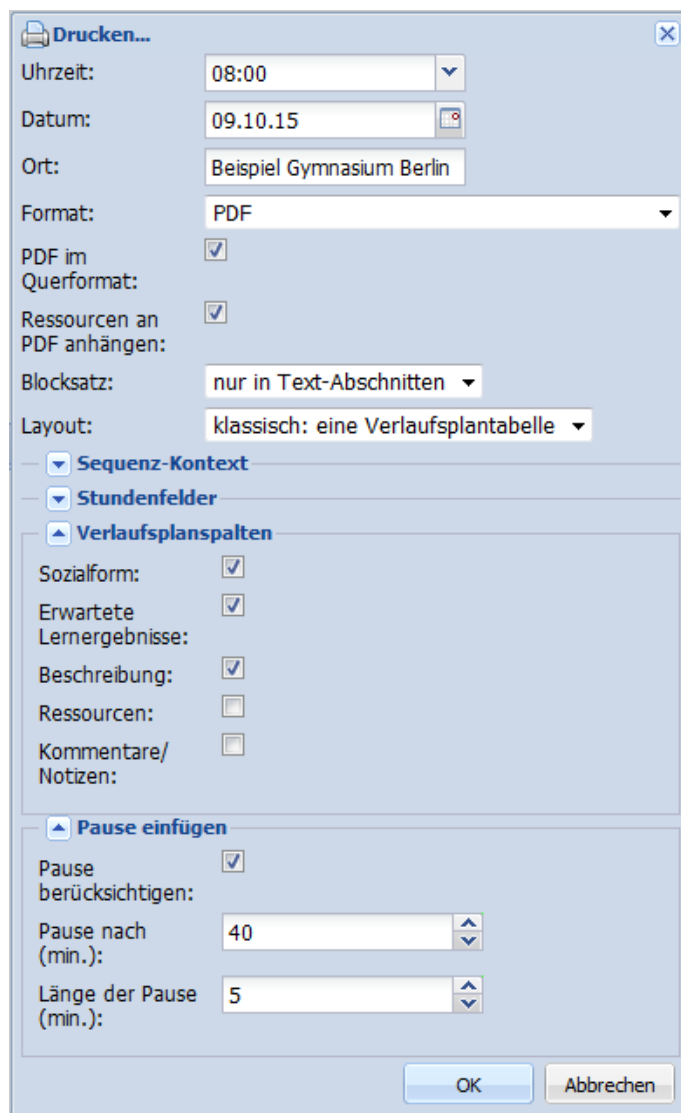 Drucken...
Uhrzeit: 08:00
Datum: 09.10.15
Ort: Beispiel Gymnasium Berlin
Format: PDF
PDF im
Querformat:
Ressourcen an
PDF anhängen:
Blocksatz: nur in Text-Abschnitten
Layout: klassisch: eine Verlaufsplantabelle
Sequenz-Kontext
Stundenfelder
Verlaufsplanspalten
Sozialform:
Erwartete
Lernergebnisse:
Beschreibung:
Ressourcen:
Kommentare/
Notizen:
Pause einfügen
Pause
berücksichtigen:
Pause nach 40
(min.):
Länge der Pause 5
(min.):
OK Abbrechen